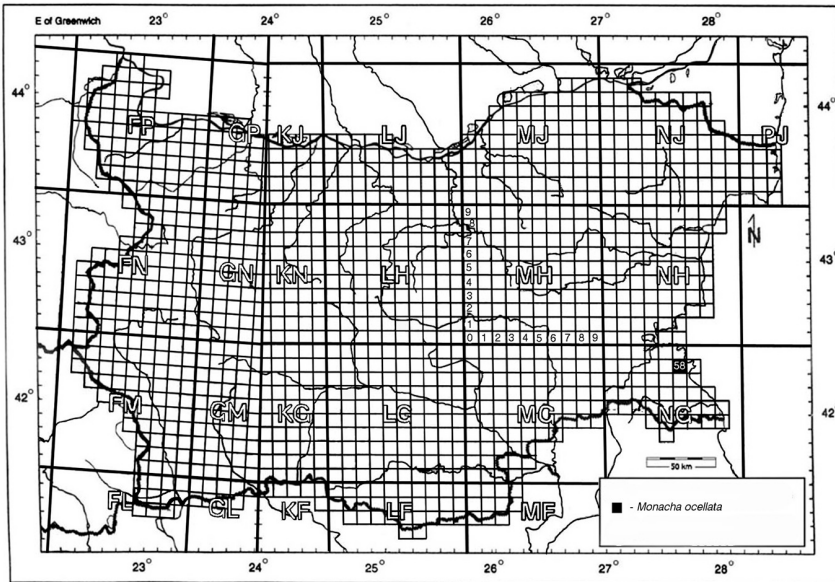 E of Greenwich
23° 24° 25° 26° 27° 28°
44° 44°
FP GP KJ LJ MJ NJ PJ
9
8
7
43° N 43°
6
FN GN KN LH 5 MH NH
4
3
2
1
0 1 2 3 4 5 6 7 8 9
58
42° 42°
FM GM KG LG MG NG
50 km
FL GL KF LF MF
- Monacha ocellata
23° 24° 25° 26° 27° 28°